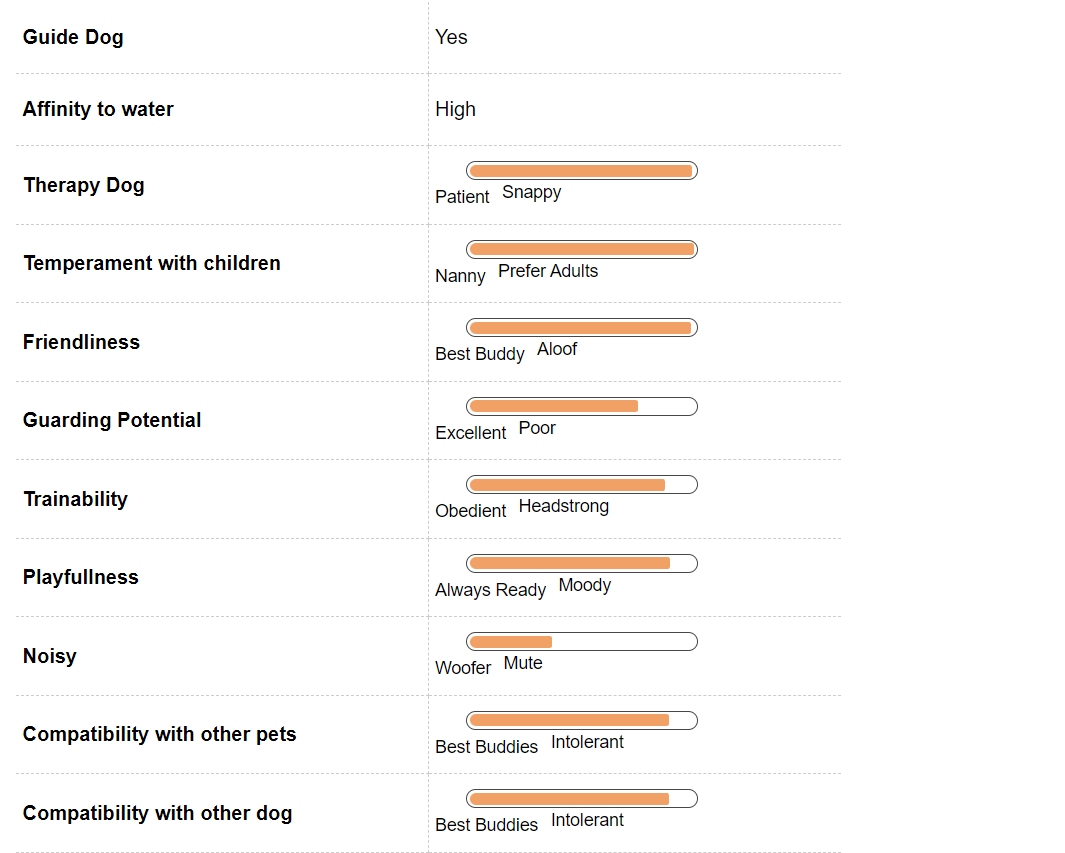 Guide Dog Yes
Affinity to water High
Therapy Dog Patient Snappy
Temperament with children Nanny Prefer Adults
Friendliness Best Buddy Aloof
Guarding Potential Excellent Poor
Trainability Obedient Headstrong
Playfullness Always Ready Moody
Noisy Woofer Mute
Compatibility with other pets Best Buddies Intolerant
Compatibility with other dog Best Buddies Intolerant